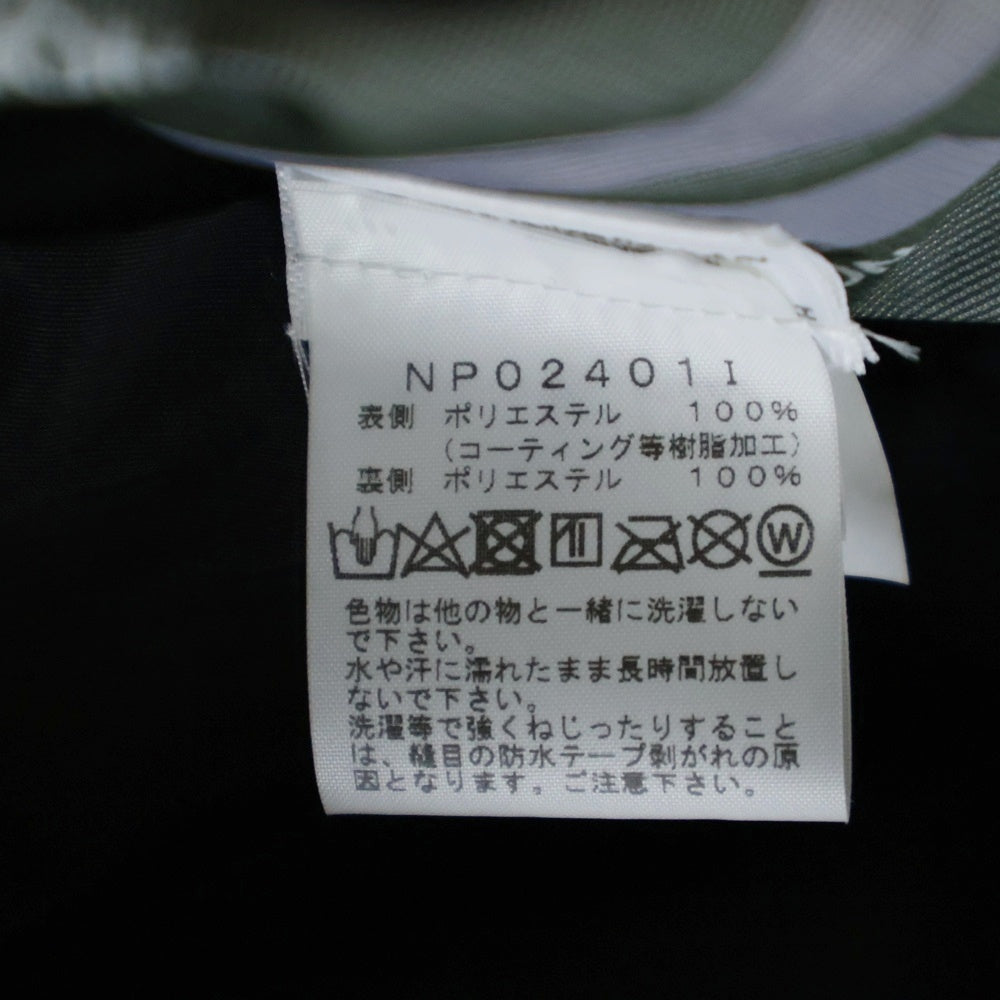 NP02401I
表側 ポリエステル 100%
(コーティング等樹脂加工)
裏側 ポリエステル 100%
W
色物は他の物と一緒に洗濯しない
で下さい。
水や汗に濡れたまま長時間放置し
ないで下さい。
洗濯等で強くねじったりすること
は、縫目の防水テープ剥がれの原
因となります。ご注意下さい。